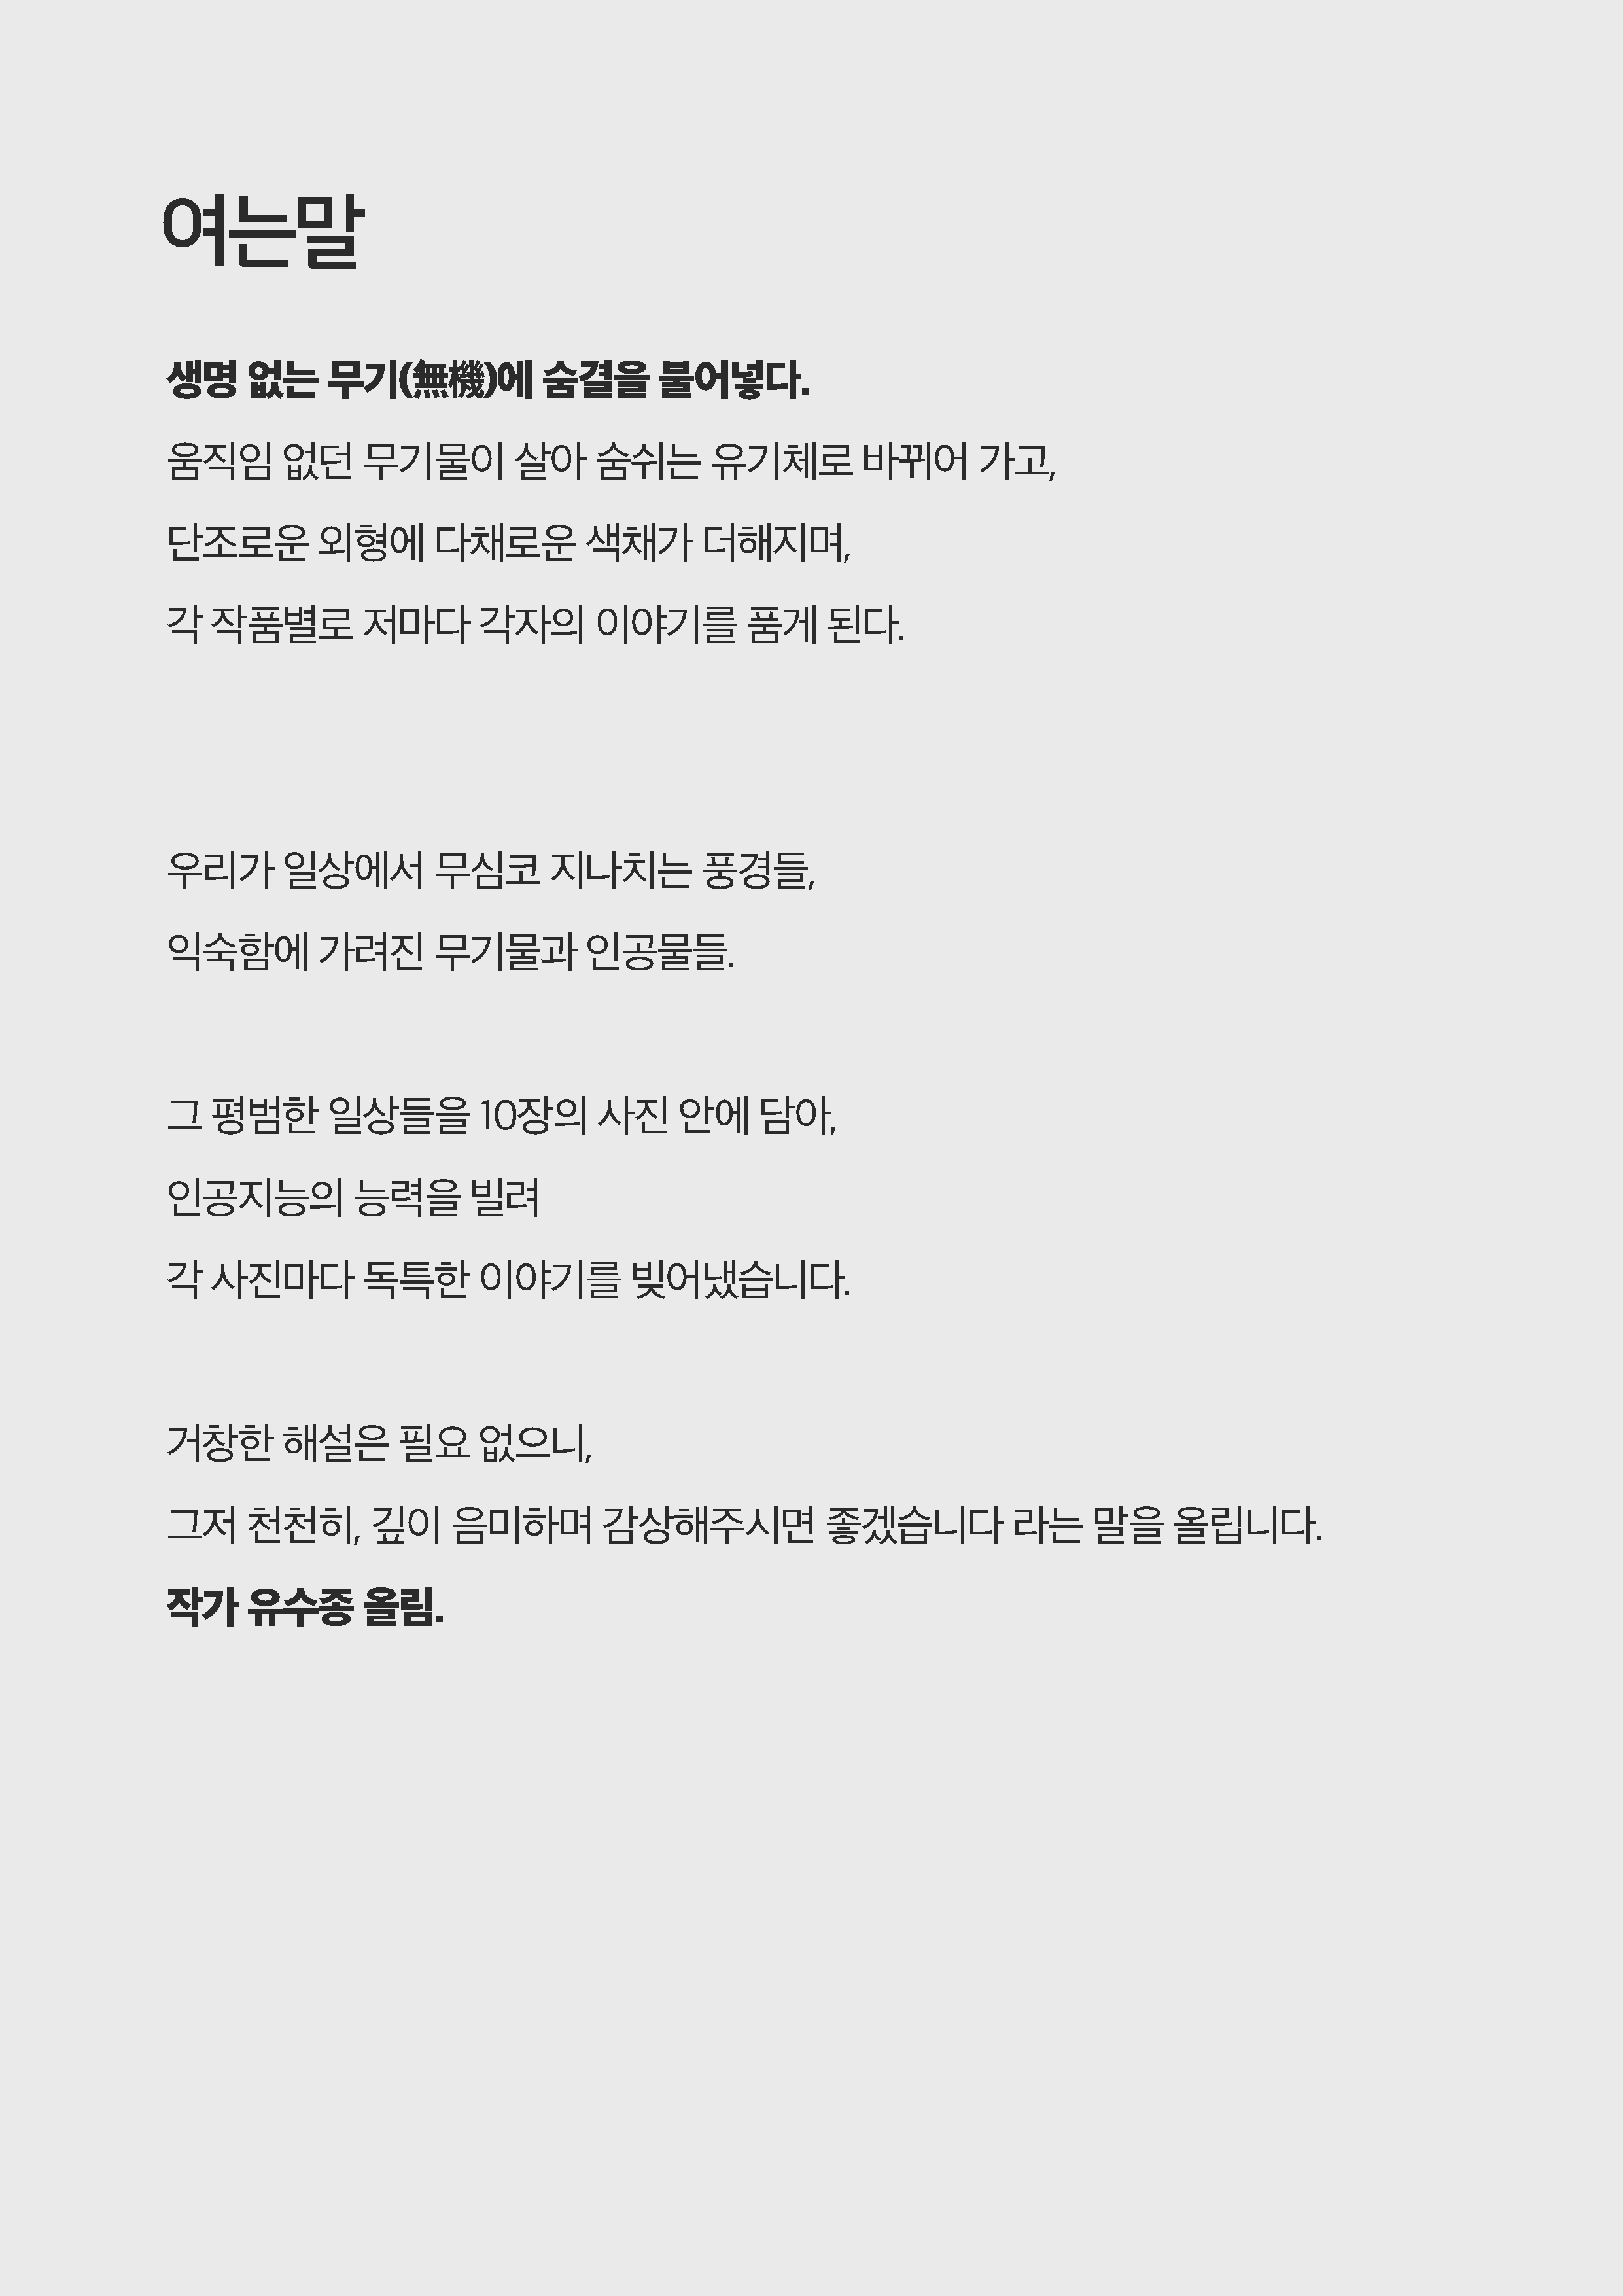 여는말
생명 없는 무기(無機)에 숨결을 불어넣다.
움직임 없던 무기물이 살아 숨쉬는 유기체로 바뀌어 가고,
단조로운 외형에 다채로운 색채가 더해지며,
각 작품별로 저마다 각자의 이야기를 품게 된다.
우리가 일상에서 무심코 지나치는 풍경들,
익숙함에 가려진 무기물과 인공물들.
그 평범한 일상들을 10장의 사진 안에 담아,
인공지능의 능력을 빌려
각 사진마다 독특한 이야기를 빚어냈습니다.
거창한 해설은 필요 없으니,
그저 천천히, 깊이 음미하며 감상해주시면 좋겠습니다 라는 말을 올립니다.
작가 유수종 올림.